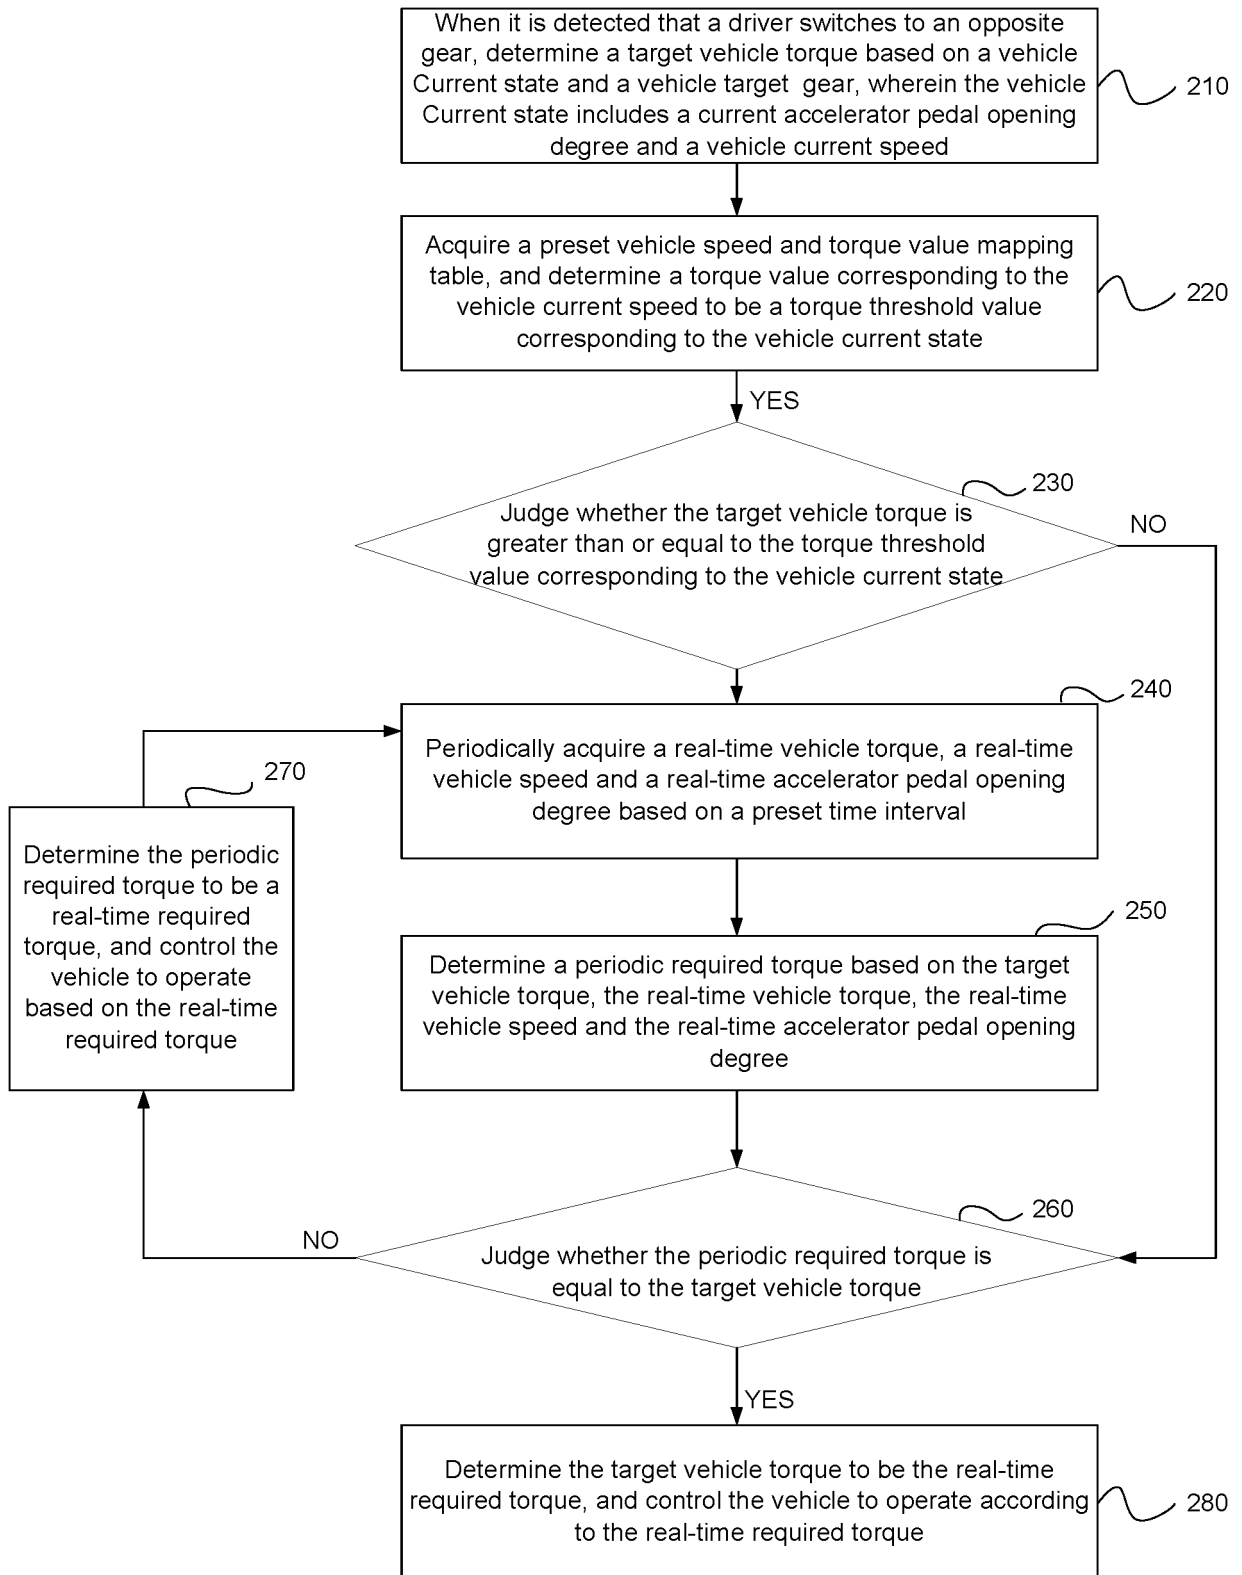 When it is detected that a driver switches to an opposite
gear, determine a target vehicle torque based on a vehicle
Current state and a vehicle target gear, wherein the vehicle
Current state includes a current accelerator pedal opening
degree and a vehicle current speed
210
Acquire a preset vehicle speed and torque value mapping
table, and determine a torque value corresponding to the
vehicle current speed to be a torque threshold value
corresponding to the vehicle current state
220
YES
230
Judge whether the target vehicle torque is
greater than or equal to the torque threshold
value corresponding to the vehicle current state
NO
240
Periodically acquire a real-time vehicle torque, a real-time
vehicle speed and a real-time accelerator pedal opening
degree based on a preset time interval
270
Determine the periodic
required torque to be a
real-time required
torque, and control the
vehicle to operate
based on the real-time
required torque
250
Determine a periodic required torque based on the target
vehicle torque, the real-time vehicle torque, the real-time
vehicle speed and the real-time accelerator pedal opening
degree
260
NO
Judge whether the periodic required torque is
equal to the target vehicle torque
YES
Determine the target vehicle torque to be the real-time
required torque, and control the vehicle to operate according
to the real-time required torque
280